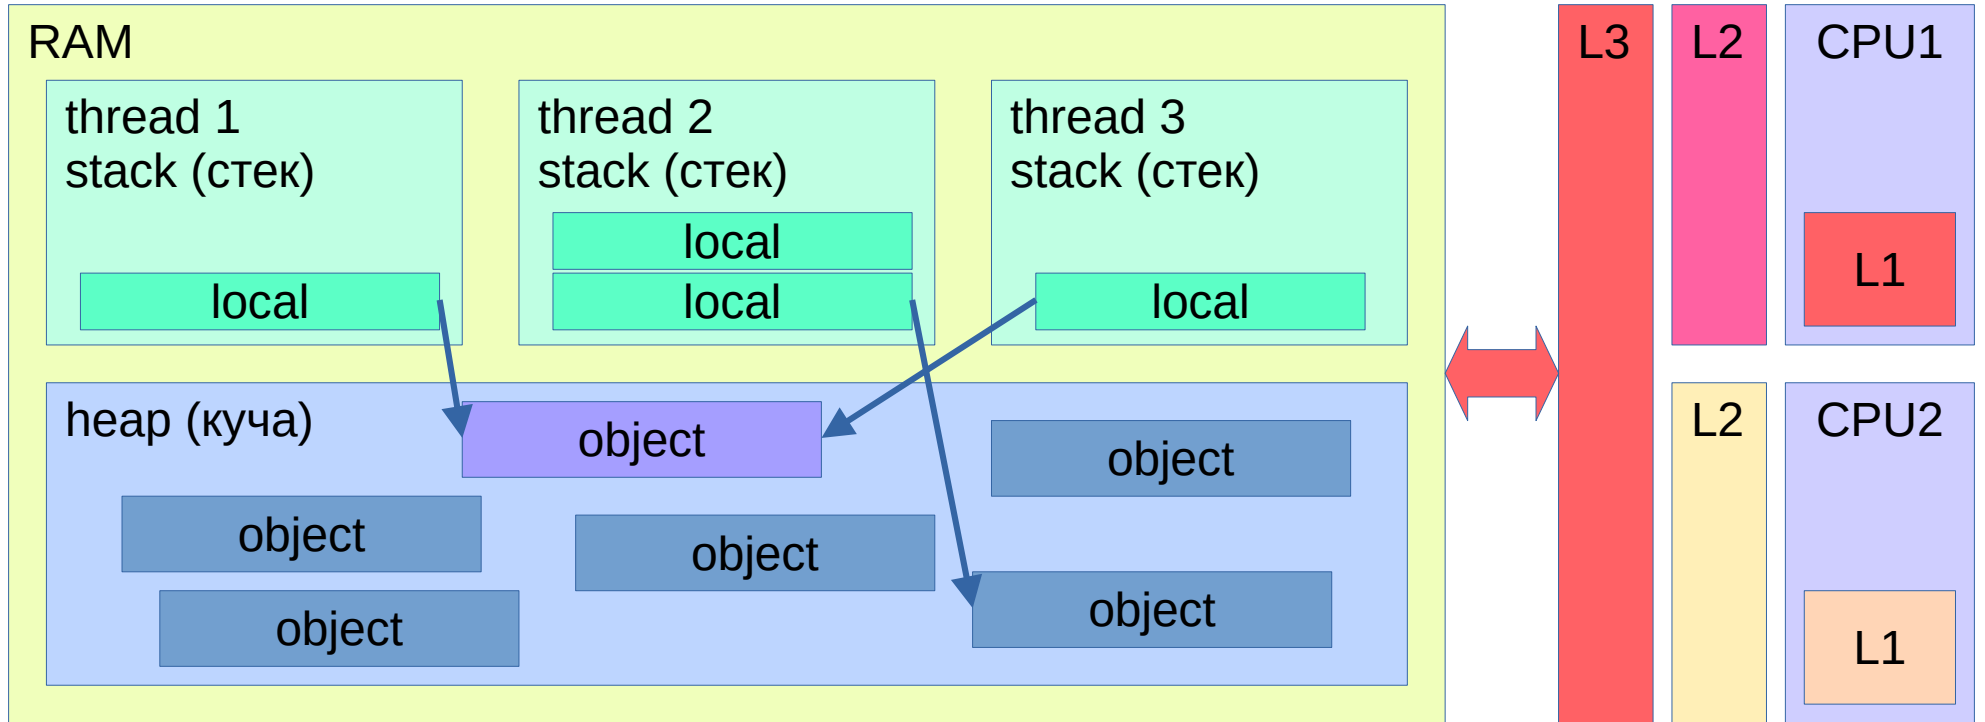 RAM
thread 1
stack (стек)
local
thread 2
stack (стек)
local
local
thread 3
stack (стек)
local
heap (куча)
object
object
object
object
object
object
L3
L2
CPU1
L1
L2
CPU2
L1